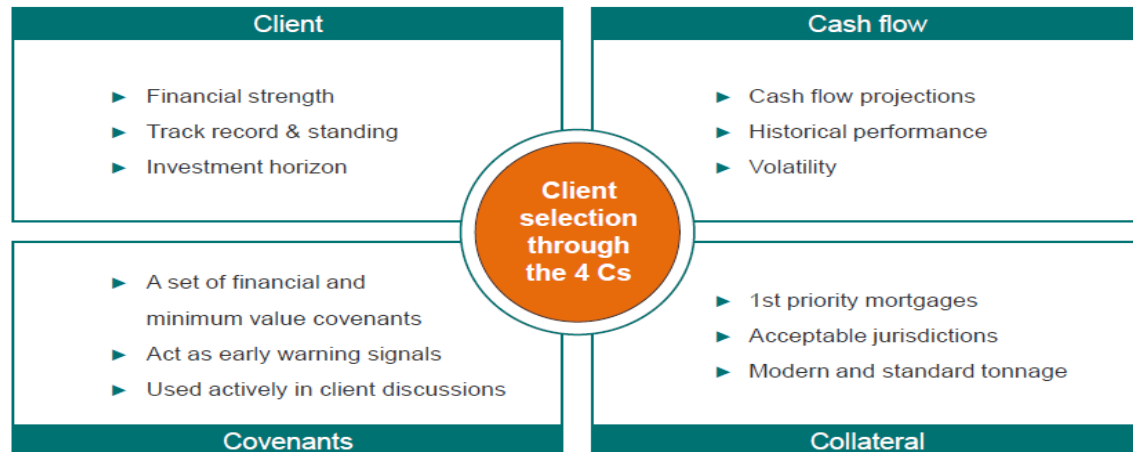 Client
► Financial strength
► Track record & standing
► Investment horizon
Cash flow
► Cash flow projections
► Historical performance
► Volatility
Client
selection
through
the 4 Cs
► A set of financial and
minimum value covenants
► Act as early warning signals
► Used actively in client discussions
Covenants
► 1st priority mortgages
► Acceptable jurisdictions
► Modern and standard tonnage
Collateral